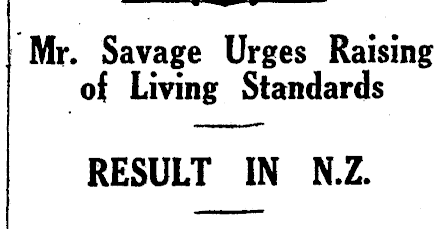 Mr. Savage Urges Raising
of Living Standards
RESULT IN N.Z.